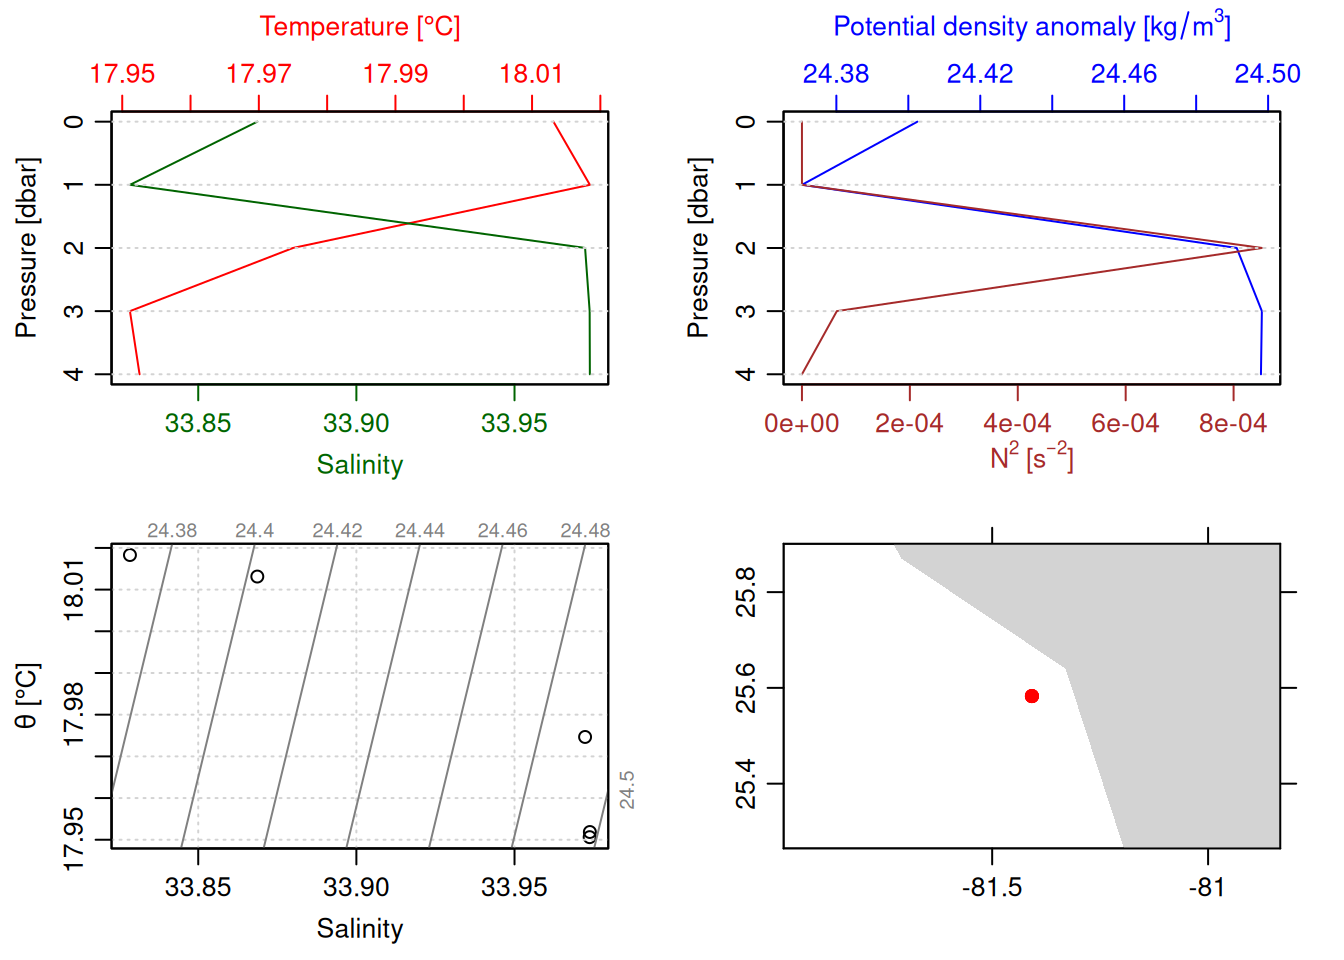 Temperature [°C]
17.95 17.97 17.99 18.01
Pressure [dbar]
0
1
2
3
4
33.85 33.90 33.95
Salinity
Potential density anomaly [kg/m³]
24.38 24.42 24.46 24.50
Pressure [dbar]
0
1
2
3
4
0e+00 2e-04 4e-04 6e-04 8e-04
N² [s⁻²]
24.38 24.4 24.42 24.44 24.46 24.48
24.5
θ [°C]
18.01
17.98
17.95
33.85 33.90 33.95
Salinity
25.8
25.6
25.4
-81.5 -81